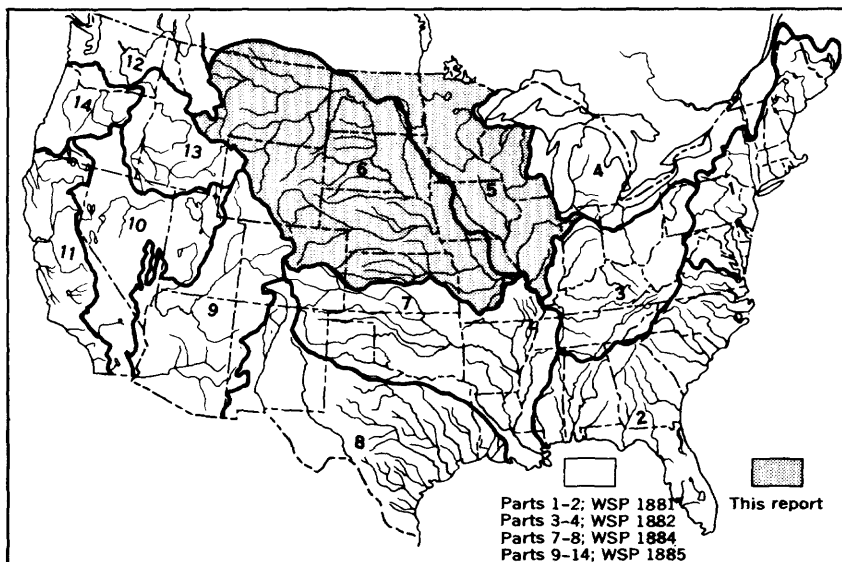 12
14
13
6
5
4
1
10
11
9
7
3
2
8
Parts 1-2; WSP 1881
Parts 3-4; WSP 1882
Parts 7-8; WSP 1884
Parts 9-14; WSP 1885
This report